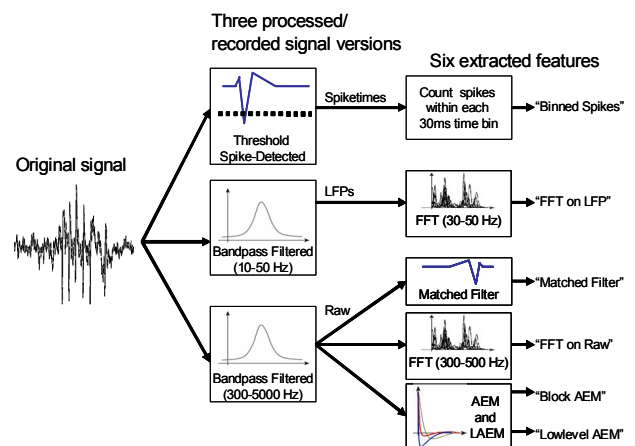 Three processed/
recorded signal versions
Six extracted features
Original signal
Threshold
Spike-Detected
Spiketimes
Count spikes
within each
30ms time bin
“Binned Spikes”
Bandpass Filtered
(10-50 Hz)
LFPs
FFT (30-50 Hz)
“FFT on LFP”
Bandpass Filtered
(300-5000 Hz)
Raw
Matched Filter
“Matched Filter”
FFT (300-500 Hz)
“FFT on Raw”
AEM
and
LAEM
“Block AEM”
“Lowlevel AEM”